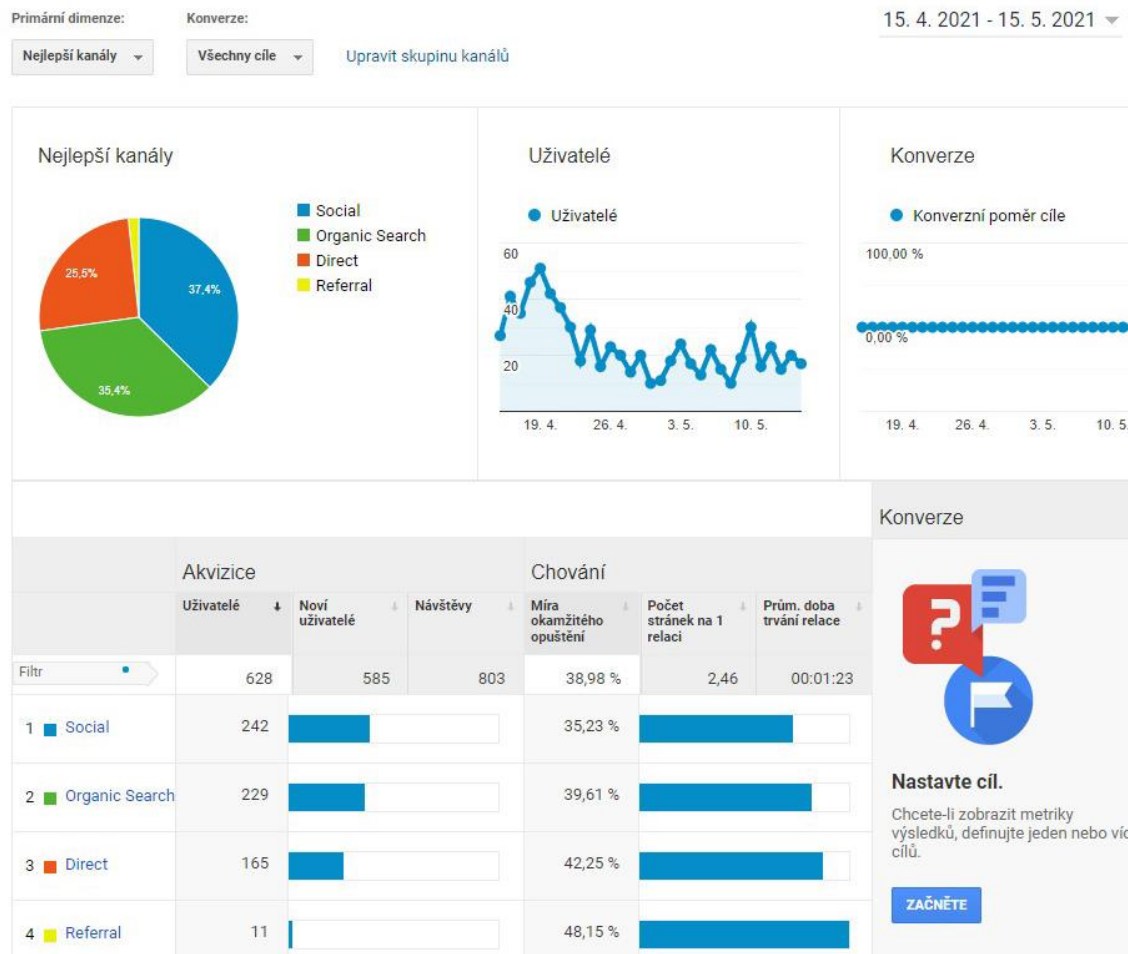 Primární dimenze:
Konverze:
15. 4. 2021 - 15. 5. 2021
Nejlepší kanály
Všechny cíle
Upravit skupinu kanálů
Nejlepší kanály
Social
Organic Search
Direct
Referral
37,4%
35,4%
25,5%
Uživatelé
Uživatelé
60
40
20
19. 4.
26. 4.
3. 5.
10. 5.
Konverze
Konverzní poměr cíle
100,00 %
0,00 %
19. 4.
26. 4.
3. 5.
10. 5.
Konverze
Akvizice
Chování
Uživatelé
Noví
uživatelé
Návštěvy
Míra
okamžitého
opuštění
Počet
stránek na 1
relaci
Prům. doba
trvání relace
Filtr
628
585
803
38,98 %
2,46
00:01:23
1 Social 242 35,23 %
2 Organic Search 229 39,61 %
3 Direct 165 42,25 %
4 Referral 11 48,15 %
Nastavte cíl.
Chcete-li zobrazit metriky
výsledků, definujte jeden nebo víc
cílů.
ZAČNĚTE